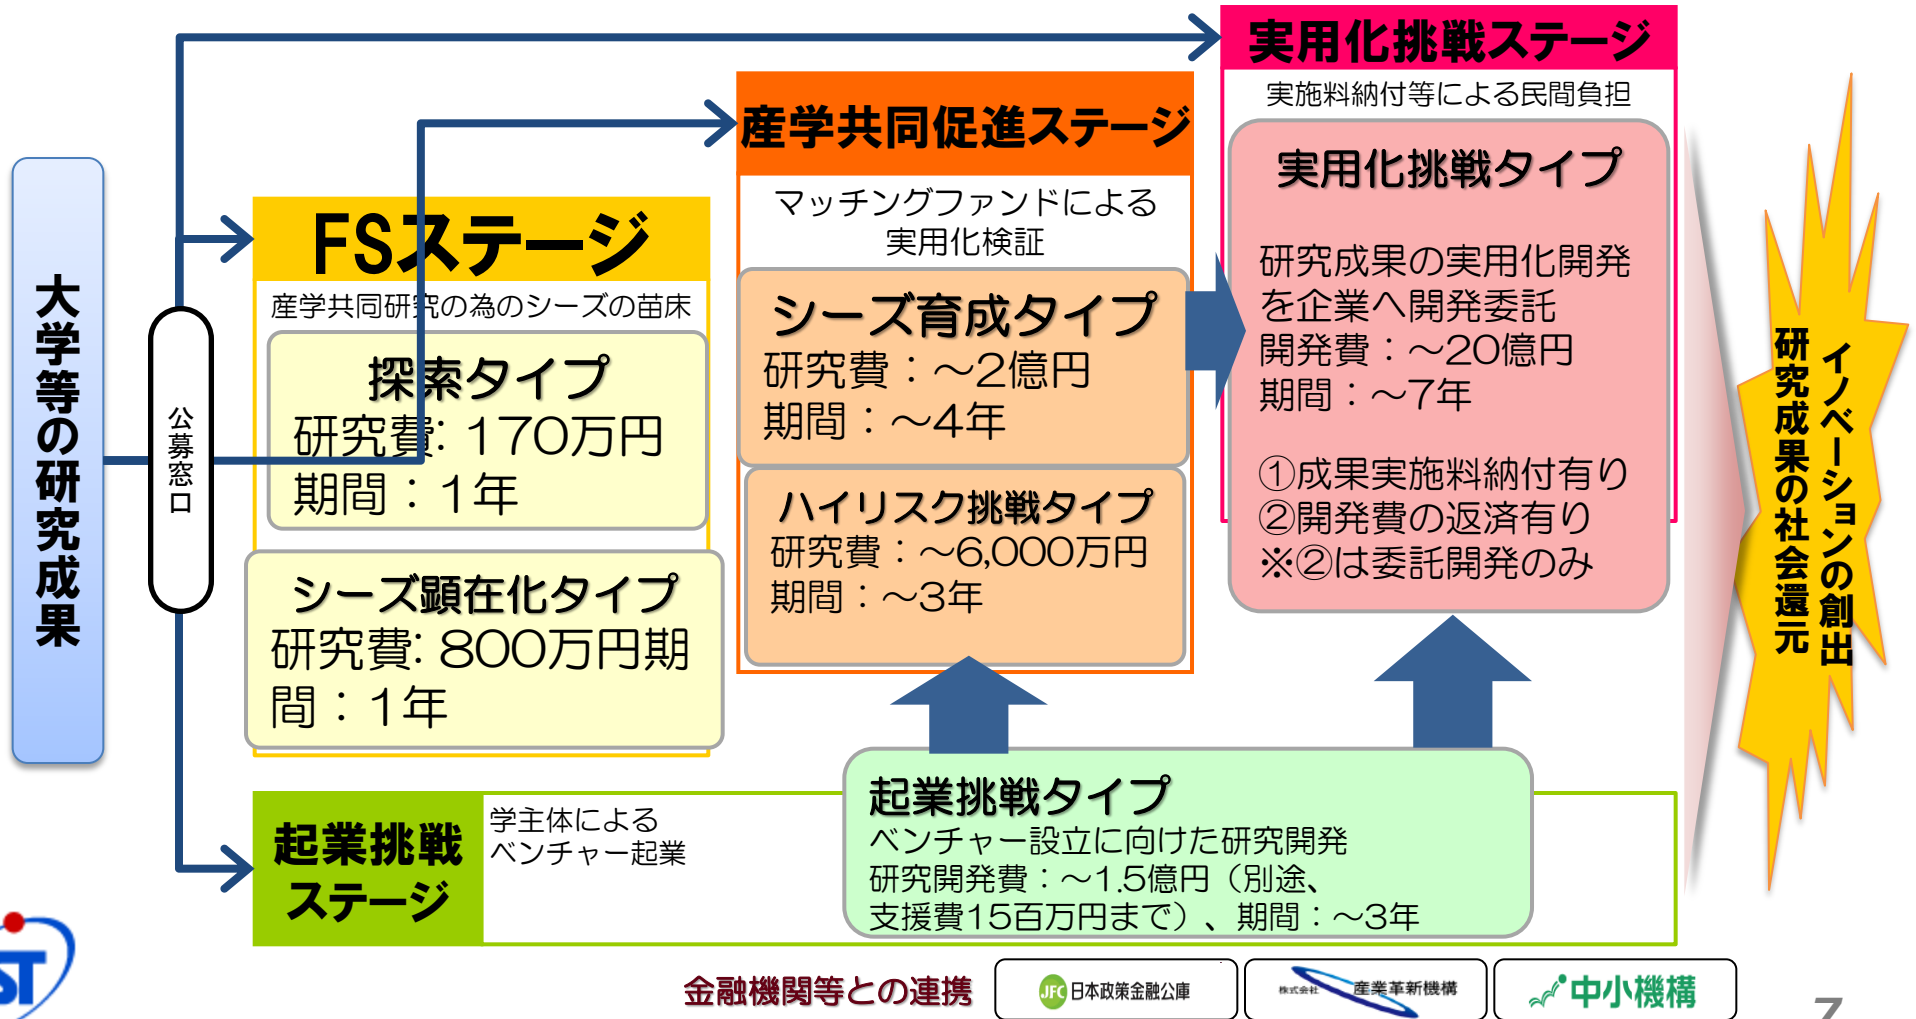 大学等の研究成果
公募窓口
FSステージ
産学共同研究の為のシーズの苗床
探索タイプ
研究費: 170万円
期間：1年
シーズ顕在化タイプ
研究費: 800万円期
間：1年
産学共同促進ステージ
マッチングファンドによる
実用化検証
シーズ育成タイプ
研究費：～2億円
期間：～4年
ハイリスク挑戦タイプ
研究費：～6,000万円
期間：～3年
実用化挑戦ステージ
実施料納付等による民間負担
実用化挑戦タイプ
研究成果の実用化開発
を企業へ開発委託
開発費：～20億円
期間：～7年
①成果実施料納付有り
②開発費の返済有り
※②は委託開発のみ
イノベーションの創出
研究成果の社会還元
起業挑戦
ステージ
学主体による
ベンチャー起業
起業挑戦タイプ
ベンチャー設立に向けた研究開発
研究開発費：～1.5億円（別途、
支援費15百万円まで）、期間：～3年
金融機関等との連携
JFC 日本政策金融公庫
株式会社 産業革新機構
中小機構
ST
7